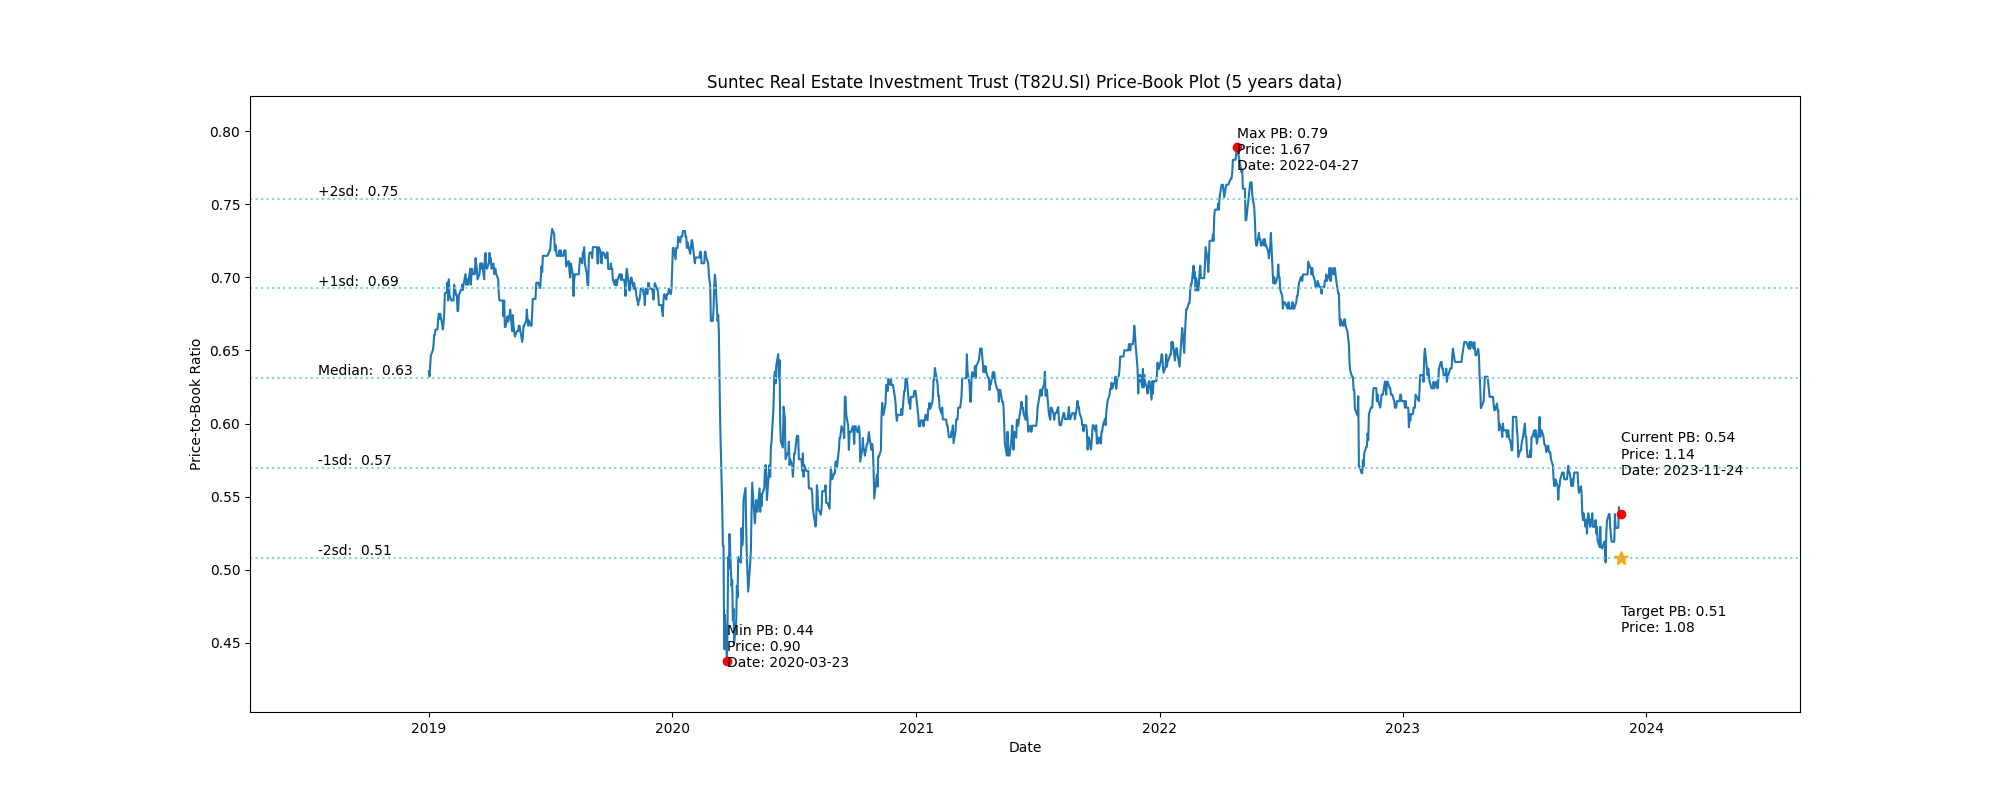 Suntec Real Estate Investment Trust (T82U.SI) Price-Book Plot (5 years data)
Price-to-Book Ratio
0.80
0.75
0.70
0.65
0.60
0.55
0.50
0.45
+2sd:  0.75
+1sd:  0.69
Median:  0.63
-1sd:  0.57
-2sd:  0.51
Max PB: 0.79
Price: 1.67
Date: 2022-04-27
Min PB: 0.44
Price: 0.90
Date: 2020-03-23
Current PB: 0.54
Price: 1.14
Date: 2023-11-24
Target PB: 0.51
Price: 1.08
2019 2020 2021 2022 2023 2024
Date